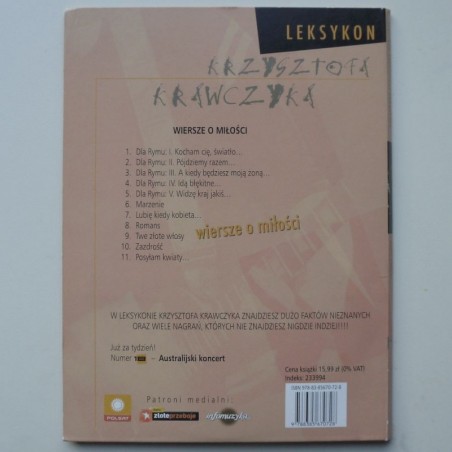 LEKSYKON
KRZYSZTOFA
KRAWCZYKA
WIERSZE O MIŁOŚCI
1. Dla Rymu: I. Kocham cię, światło...
2. Dla Rymu: II. Pójdziemy razem...
3. Dla Rymu: III. A kiedy będziesz moją żoną...
4. Dla Rymu: IV. Idą błękitne...
5. Dla Rymu: V. Widzę kraj jakiś...
6. Marzenie
7. Lubię kiedy kobieta...
8. Romans
9. Twe złote włosy
10. Zazdrość
11. Posyłam kwiaty...
wiersze o miłości
W LEKSYKONIE KRZYSZTOFA KRAWCZYKA ZNAJDZIESZ DUŻO FAKTÓW NIEZNANYCH
ORAZ WIELE NAGRAŃ, KTÓRYCH NIE ZNAJDZIESZ NIGDZIE INDZIEJ!!!!
Już za tydzień!
Numer – Australijski koncert
Cena książki 15,99 zł (0% VAT)
Indeks: 233994
Patroni medialni:
POLSAT
złoteprzeboje
infomuzyka